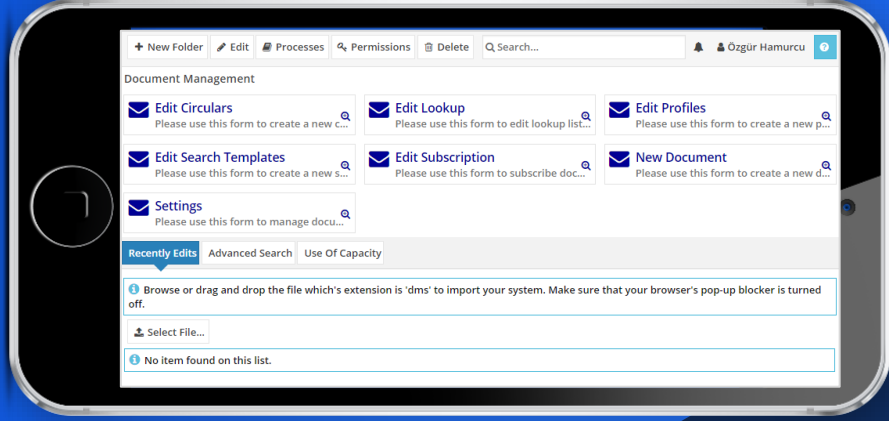 New Folder Edit Processes Permissions Delete Search... Özgür Hamurcu ?
Document Management
Edit Circulars Edit Lookup Edit Profiles
Please use this form to create a new c... Please use this form to edit lookup list... Please use this form to create a new p...
Edit Search Templates Edit Subscription New Document
Please use this form to create a new s... Please use this form to subscribe doc... Please use this form to create a new d...
Settings
Please use this form to manage docu...
Recently Edits Advanced Search Use Of Capacity
Browse or drag and drop the file which's extension is 'dms' to import your system. Make sure that your browser's pop-up blocker is turned
off.
Select File...
No item found on this list.